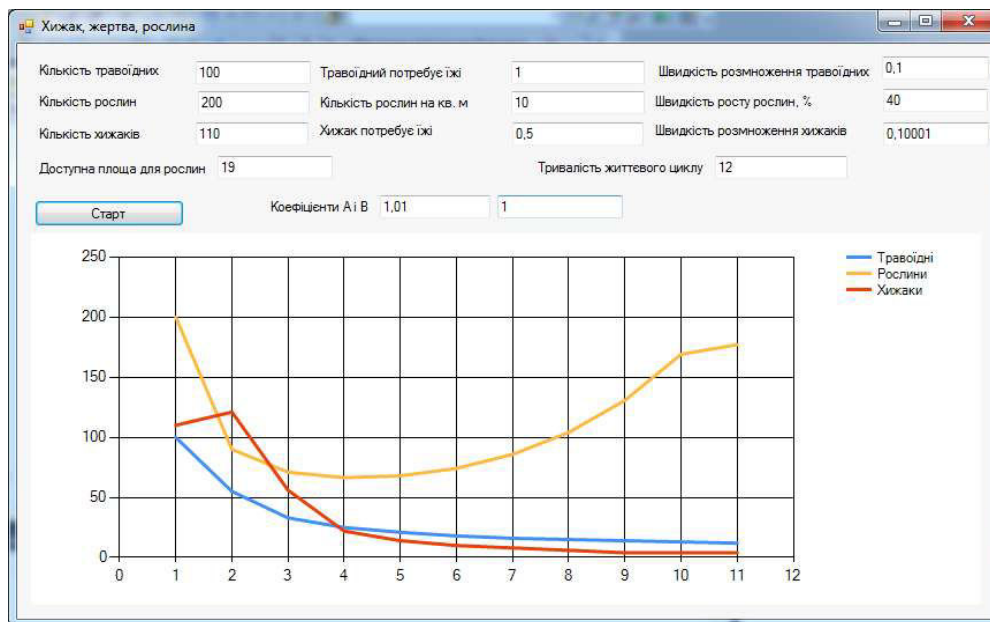 Хижак, жертва, рослина
Кількість травоїдних 100 Травоїдний потребує їжі 1 Швидкість розмноження травоїдних 0,1
Кількість рослин 200 Кількість рослин на кв. м 10 Швидкість росту рослин, % 40
Кількість хижаків 110 Хижак потребує їжі 0,5 Швидкість розмноження хижаків 0,10001
Доступна площа для рослин 19 Тривалість життєвого циклу 12
Старт Коефіцієнти А і В 1,01 1
250
200
150
100
50
0
0 1 2 3 4 5 6 7 8 9 10 11 12
Травоїдні
Рослини
Хижаки